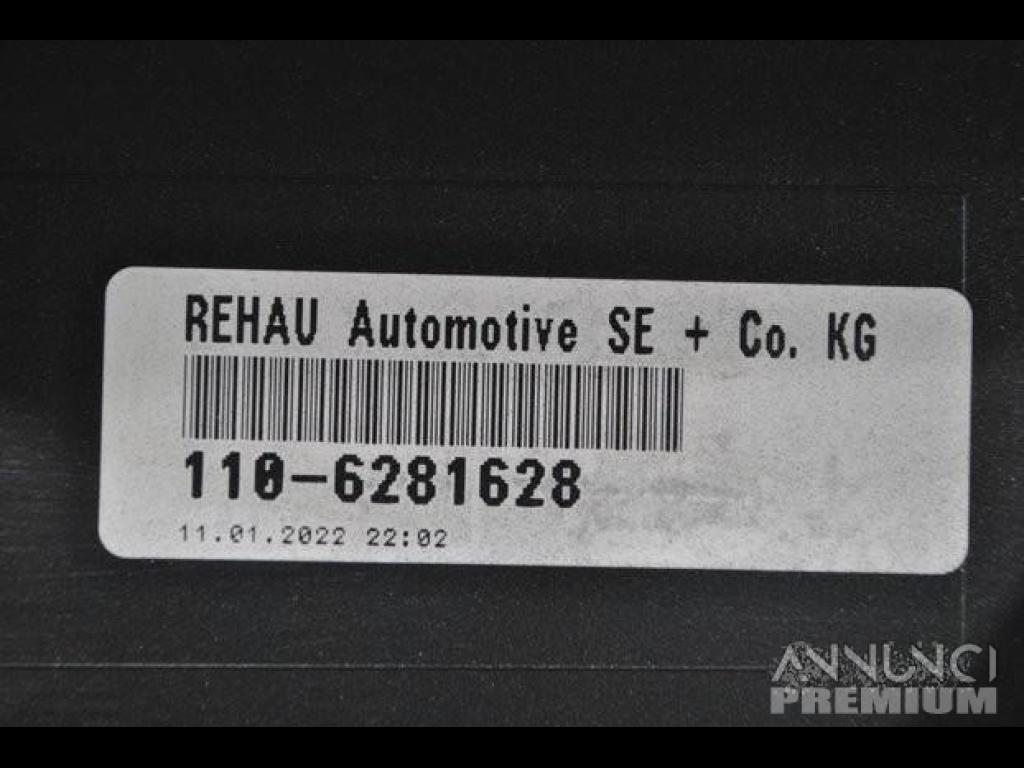 REHAU Automotive SE + Co. KG
110-6281628
11.01.2022 22:02
ANNUNCI
PREMIUM